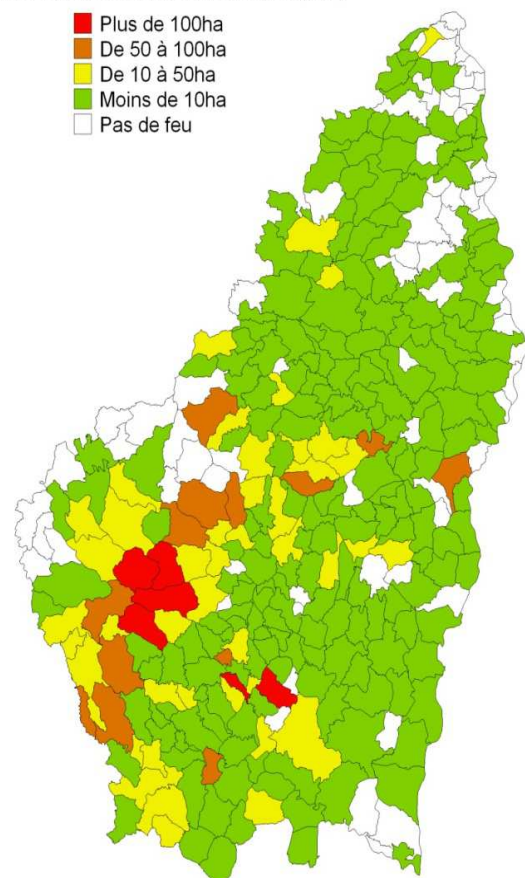 Plus de 100ha
De 50 à 100ha
De 10 à 50ha
Moins de 10ha
Pas de feu